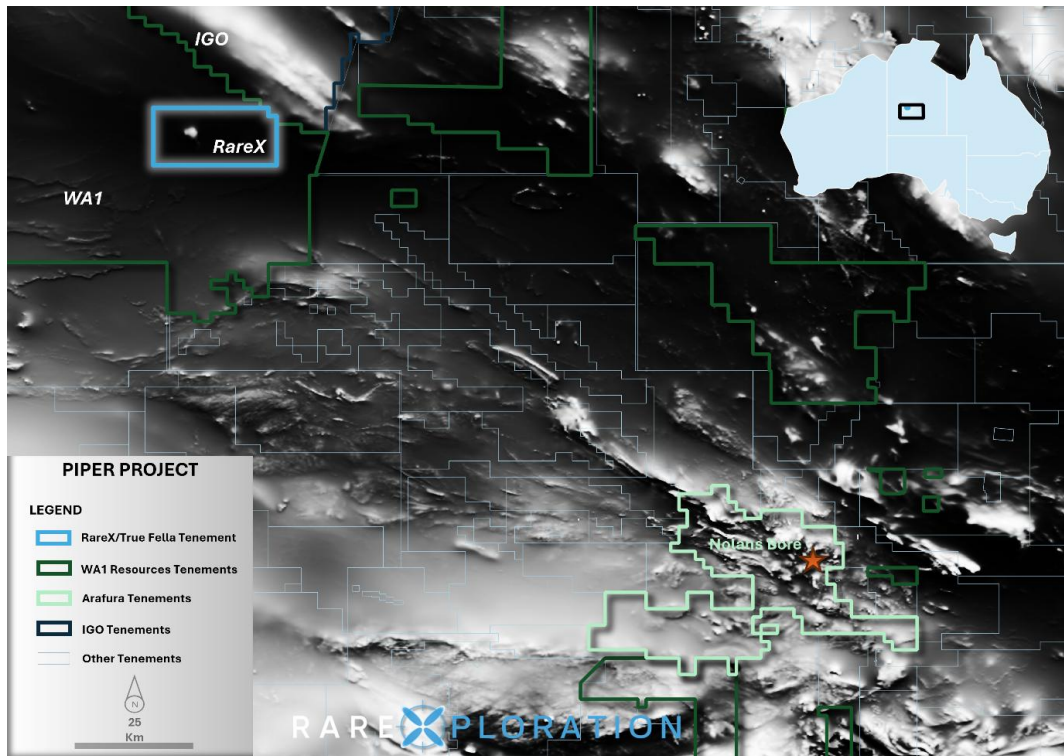 IGO
RareX
WA1
Nolans Bore
PIPER PROJECT
LEGEND
RareX/True Fella Tenement
WA1 Resources Tenements
Arafura Tenements
IGO Tenements
Other Tenements
N
25
Km
RAREXPLORATION